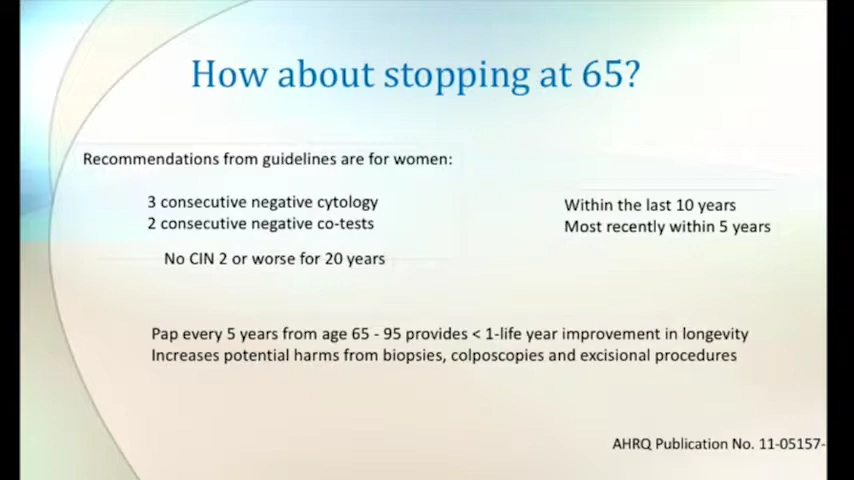 How about stopping at 65?
Recommendations from guidelines are for women:
3 consecutive negative cytology
2 consecutive negative co-tests
Within the last 10 years
Most recently within 5 years
No CIN 2 or worse for 20 years
Pap every 5 years from age 65 - 95 provides < 1-life year improvement in longevity
Increases potential harms from biopsies, colposcopies and excisional procedures
AHRQ Publication No. 11-05157-